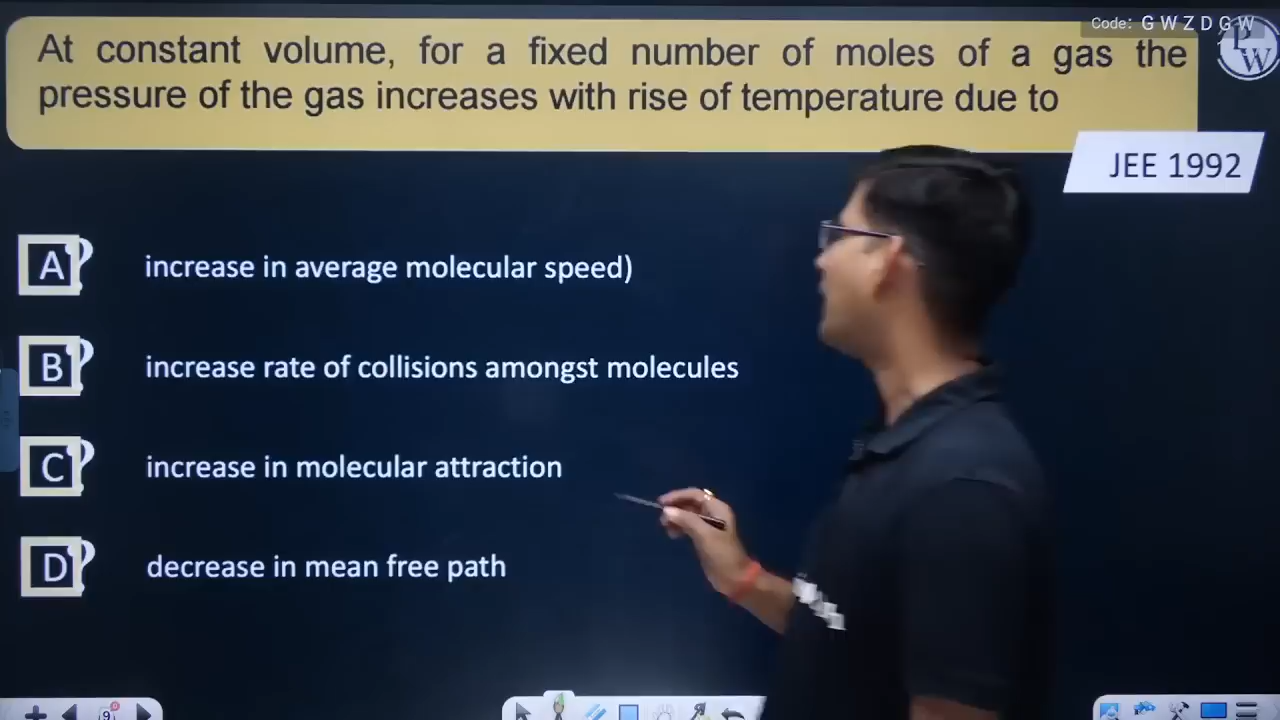 Code: G W Z D G W
At constant volume, for a fixed number of moles of a gas the
pressure of the gas increases with rise of temperature due to
PW
JEE 1992
A?
increase in average molecular speed)
B?
increase rate of collisions amongst molecules
C?
increase in molecular attraction
D?
decrease in mean free path
9